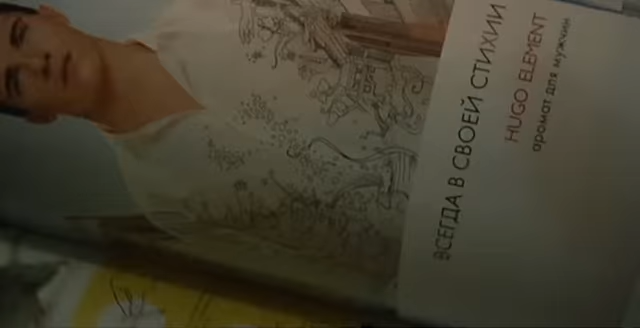 ВСЕГДА В СВОЕЙ СТИХИИ
HUGO ELEMENT
аромат для мужчин